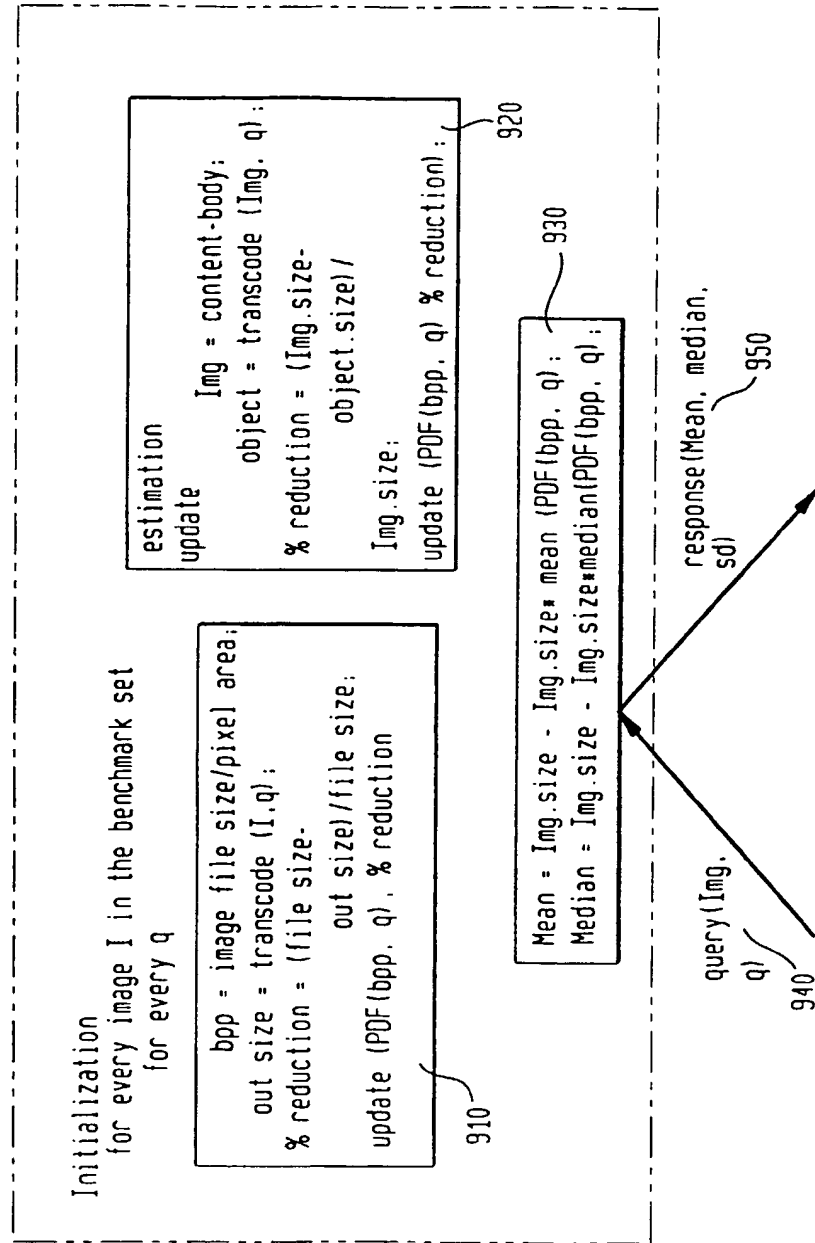 Initialization
for every image I in the benchmark set
for every q
bpp = image file size/pixel area;
out size = transcode (I,q);
% reduction = (file size-
out size)/file size;
update (PDF(bpp, q), % reduction
910
estimation
update
Img = content-body;
object = transcode (Img, q);
% reduction = (Img.size-
object.size)/
Img.size;
update (PDF(bpp, q) % reduction);
920
Mean = Img.size - Img.size* mean (PDF(bpp, q);
Median = Img.size - Img.size*median(PDF(bpp, q);
930
query(Img,
q)
940
response(Mean, median,
sd)
950